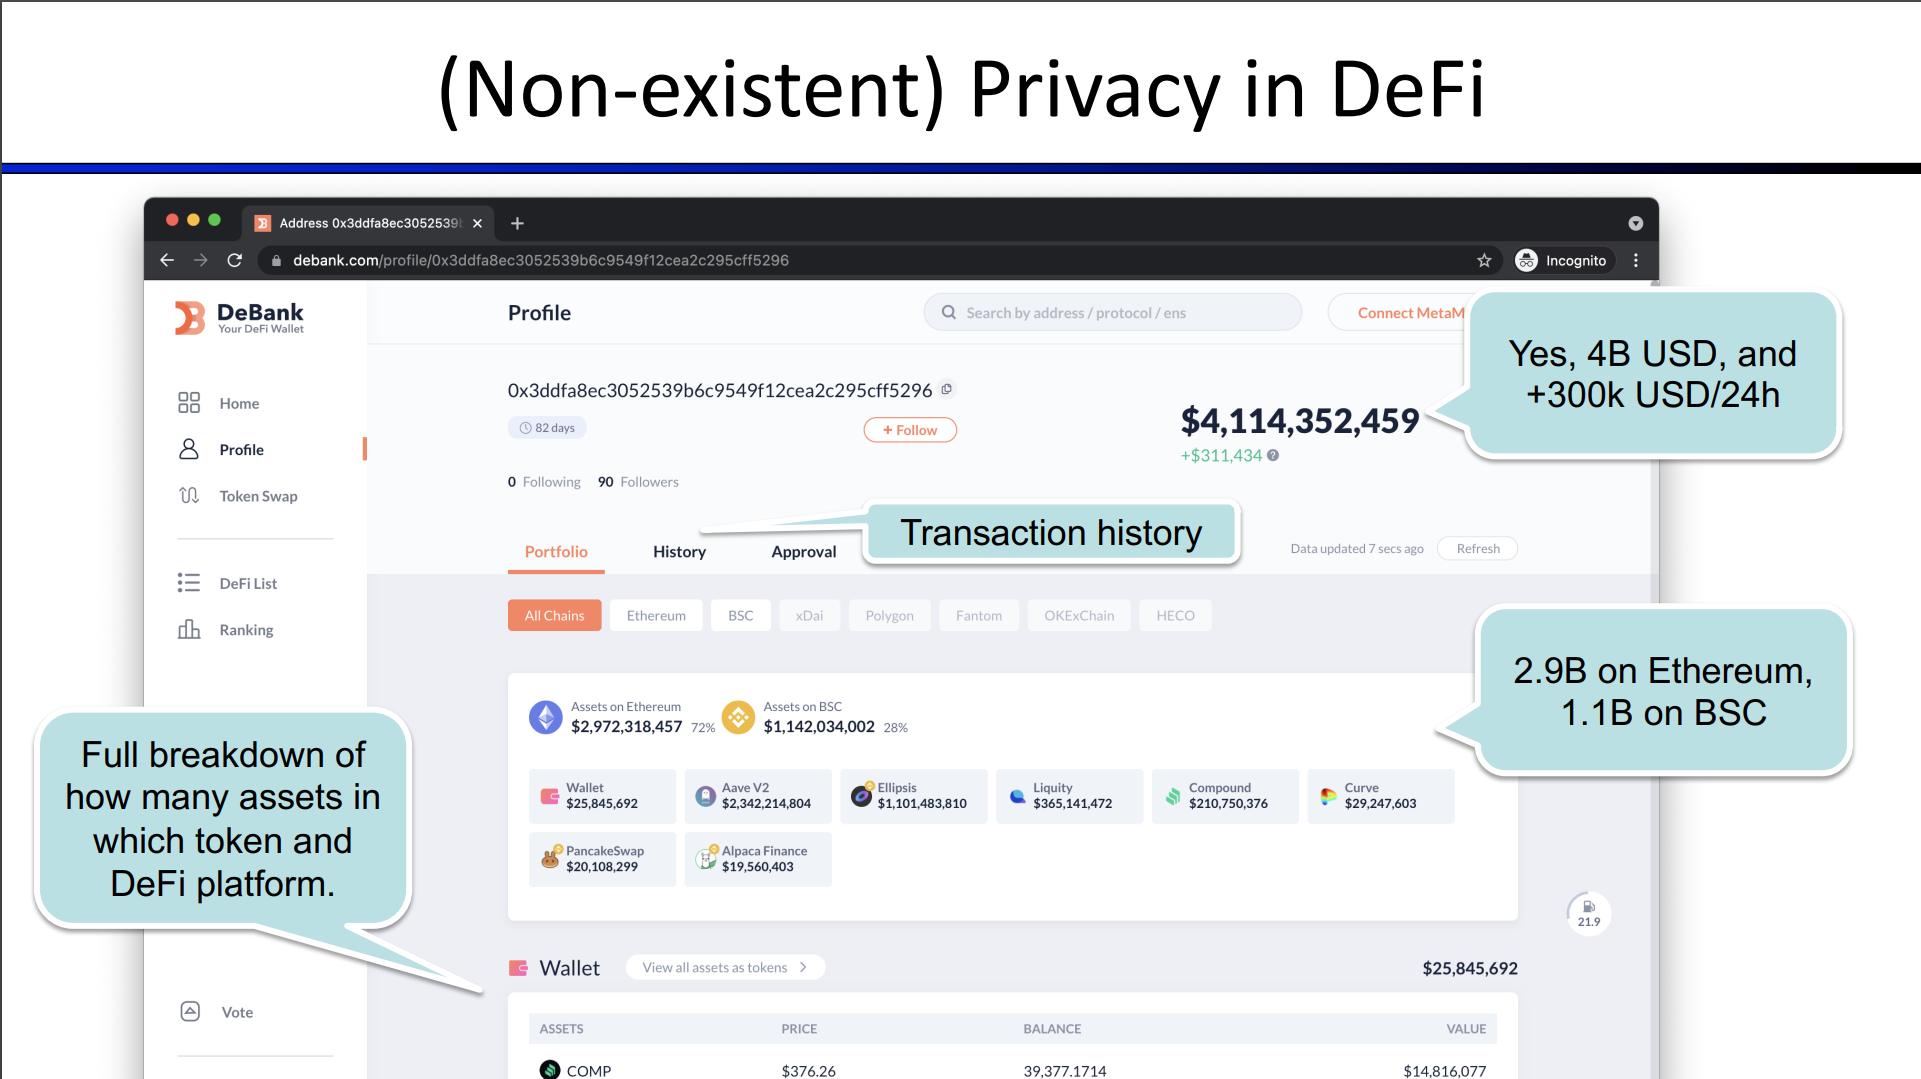 (Non-existent) Privacy in DeFi
Address 0x3ddfa8ec3052539b
debank.com/profile/0x3ddfa8ec3052539b6c9549f12cea2c295cff5296
Incognito
DeBank
Your DeFi Wallet
Profile
Search by address / protocol / ens
Connect MetaM
Yes, 4B USD, and
+300k USD/24h
Home
Profile
Token Swap
DeFi List
Ranking
Vote
0x3ddfa8ec3052539b6c9549f12cea2c295cff5296
82 days
+ Follow
$4,114,352,459
+$311,434
0 Following 90 Followers
Transaction history
Portfolio History Approval
Data updated 7 secs ago Refresh
All Chains Ethereum BSC xDai Polygon Fantom OKExChain HECO
2.9B on Ethereum,
1.1B on BSC
Assets on Ethereum
$2,972,318,457 72%
Assets on BSC
$1,142,034,002 28%
Full breakdown of
how many assets in
which token and
DeFi platform.
Wallet
$25,845,692
Aave V2
$2,342,214,804
Ellipsis
$1,101,483,810
Liquity
$365,141,472
Compound
$210,750,376
Curve
$29,247,603
PancakeSwap
$20,108,299
Alpaca Finance
$19,560,403
21.9
Wallet View all assets as tokens $25,845,692
ASSETS PRICE BALANCE VALUE
COMP $376.26 39,377.1714 $14,816,077